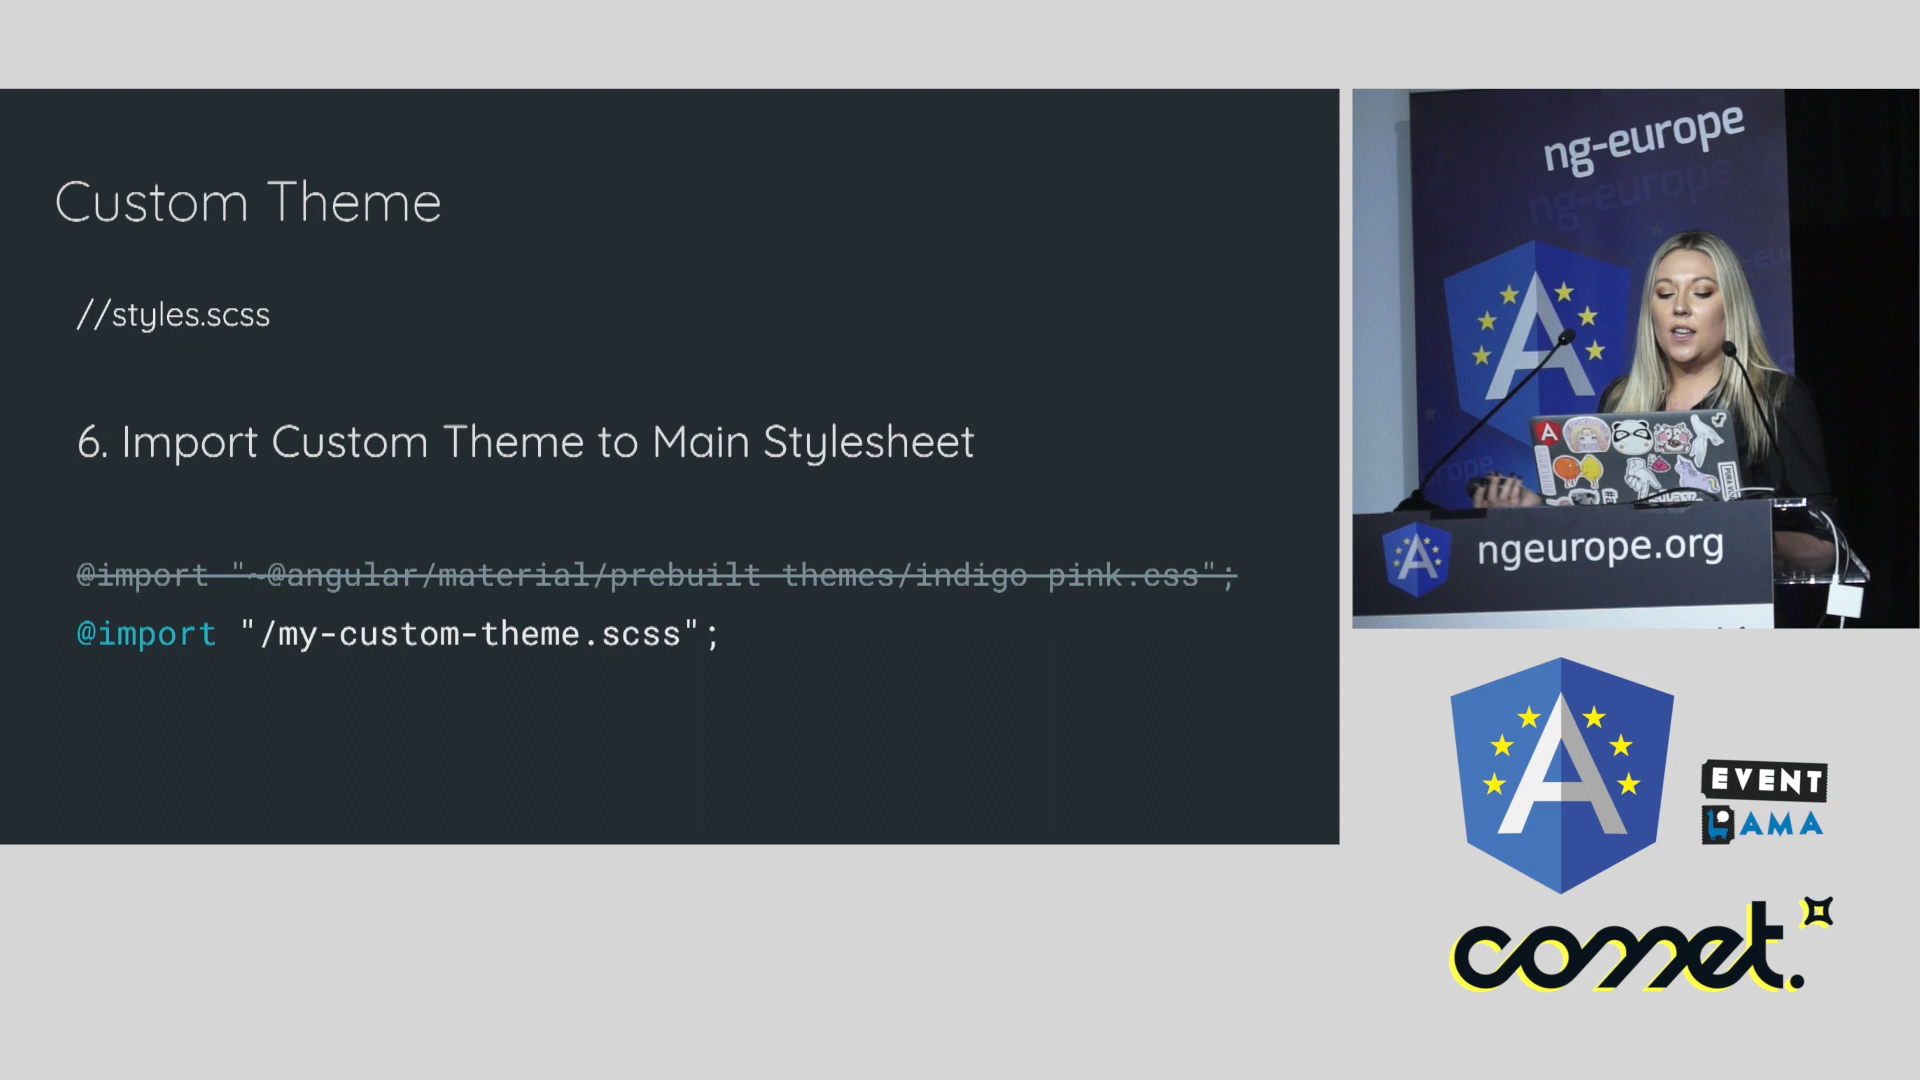 Custom Theme
//styles.scss
6. Import Custom Theme to Main Stylesheet
@import "~@angular/material/prebuilt themes/indigo pink.css";
@import "/my-custom-theme.scss";
ng-europe
ng-europe
ngeurope.org
EVENT
LAMA
comet.